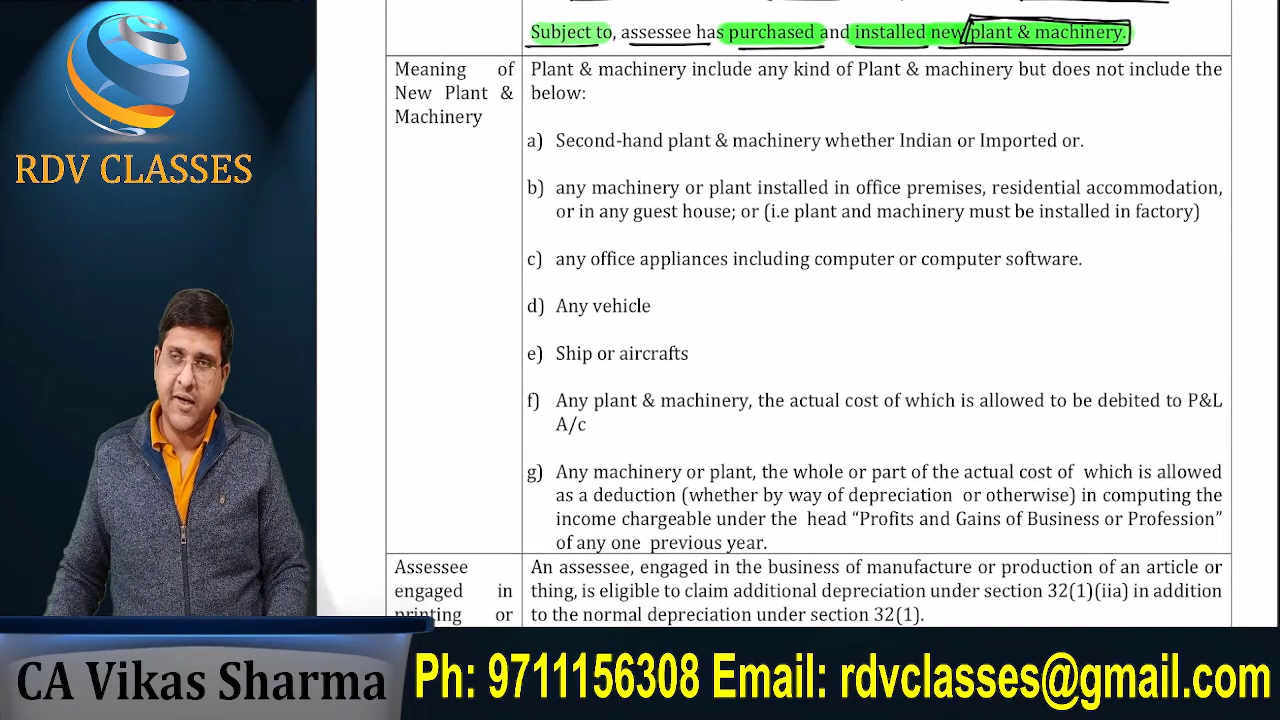 Subject to, assessee has purchased and installed new plant & machinery.
RDV CLASSES
Meaning of
New Plant &
Machinery
Plant & machinery include any kind of Plant & machinery but does not include the
below:
a) Second-hand plant & machinery whether Indian or Imported or.
b) any machinery or plant installed in office premises, residential accommodation,
or in any guest house; or (i.e plant and machinery must be installed in factory)
c) any office appliances including computer or computer software.
d) Any vehicle
e) Ship or aircrafts
f) Any plant & machinery, the actual cost of which is allowed to be debited to P&L
A/c
g) Any machinery or plant, the whole or part of the actual cost of which is allowed
as a deduction (whether by way of depreciation or otherwise) in computing the
income chargeable under the head “Profits and Gains of Business or Profession”
of any one previous year.
Assessee
engaged in
printing or
An assessee, engaged in the business of manufacture or production of an article or
thing, is eligible to claim additional depreciation under section 32(1)(iia) in addition
to the normal depreciation under section 32(1).
CA Vikas Sharma
Ph: 9711156308 Email: rdvclasses@gmail.com